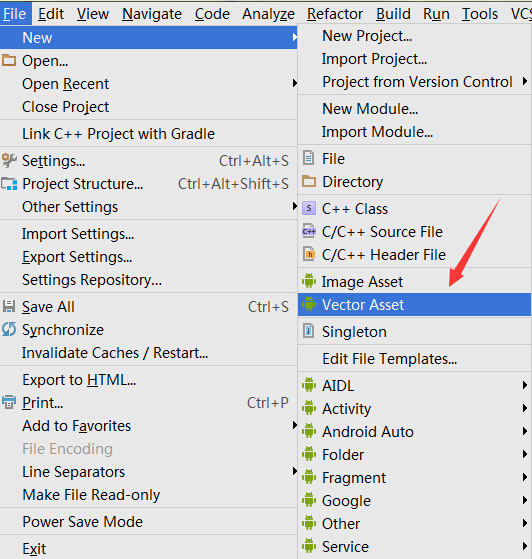 File Edit View Navigate Code Analyze Refactor Build Run Tools VCS
New
Open...
Open Recent
Close Project
Link C++ Project with Gradle
Settings... Ctrl+Alt+S
Project Structure... Ctrl+Alt+Shift+S
Other Settings
Import Settings...
Export Settings...
Settings Repository...
Save All Ctrl+S
Synchronize
Invalidate Caches / Restart...
Export to HTML...
Print... Ctrl+P
Add to Favorites
File Encoding
Line Separators
Make File Read-only
Power Save Mode
Exit
New Project...
Import Project...
Project from Version Control
New Module...
Import Module...
File
Directory
S C++ Class
C++ C/C++ Source File
h C/C++ Header File
Image Asset
Vector Asset
Singleton
Edit File Templates...
AIDL
Activity
Android Auto
Folder
Fragment
Google
Other
Service